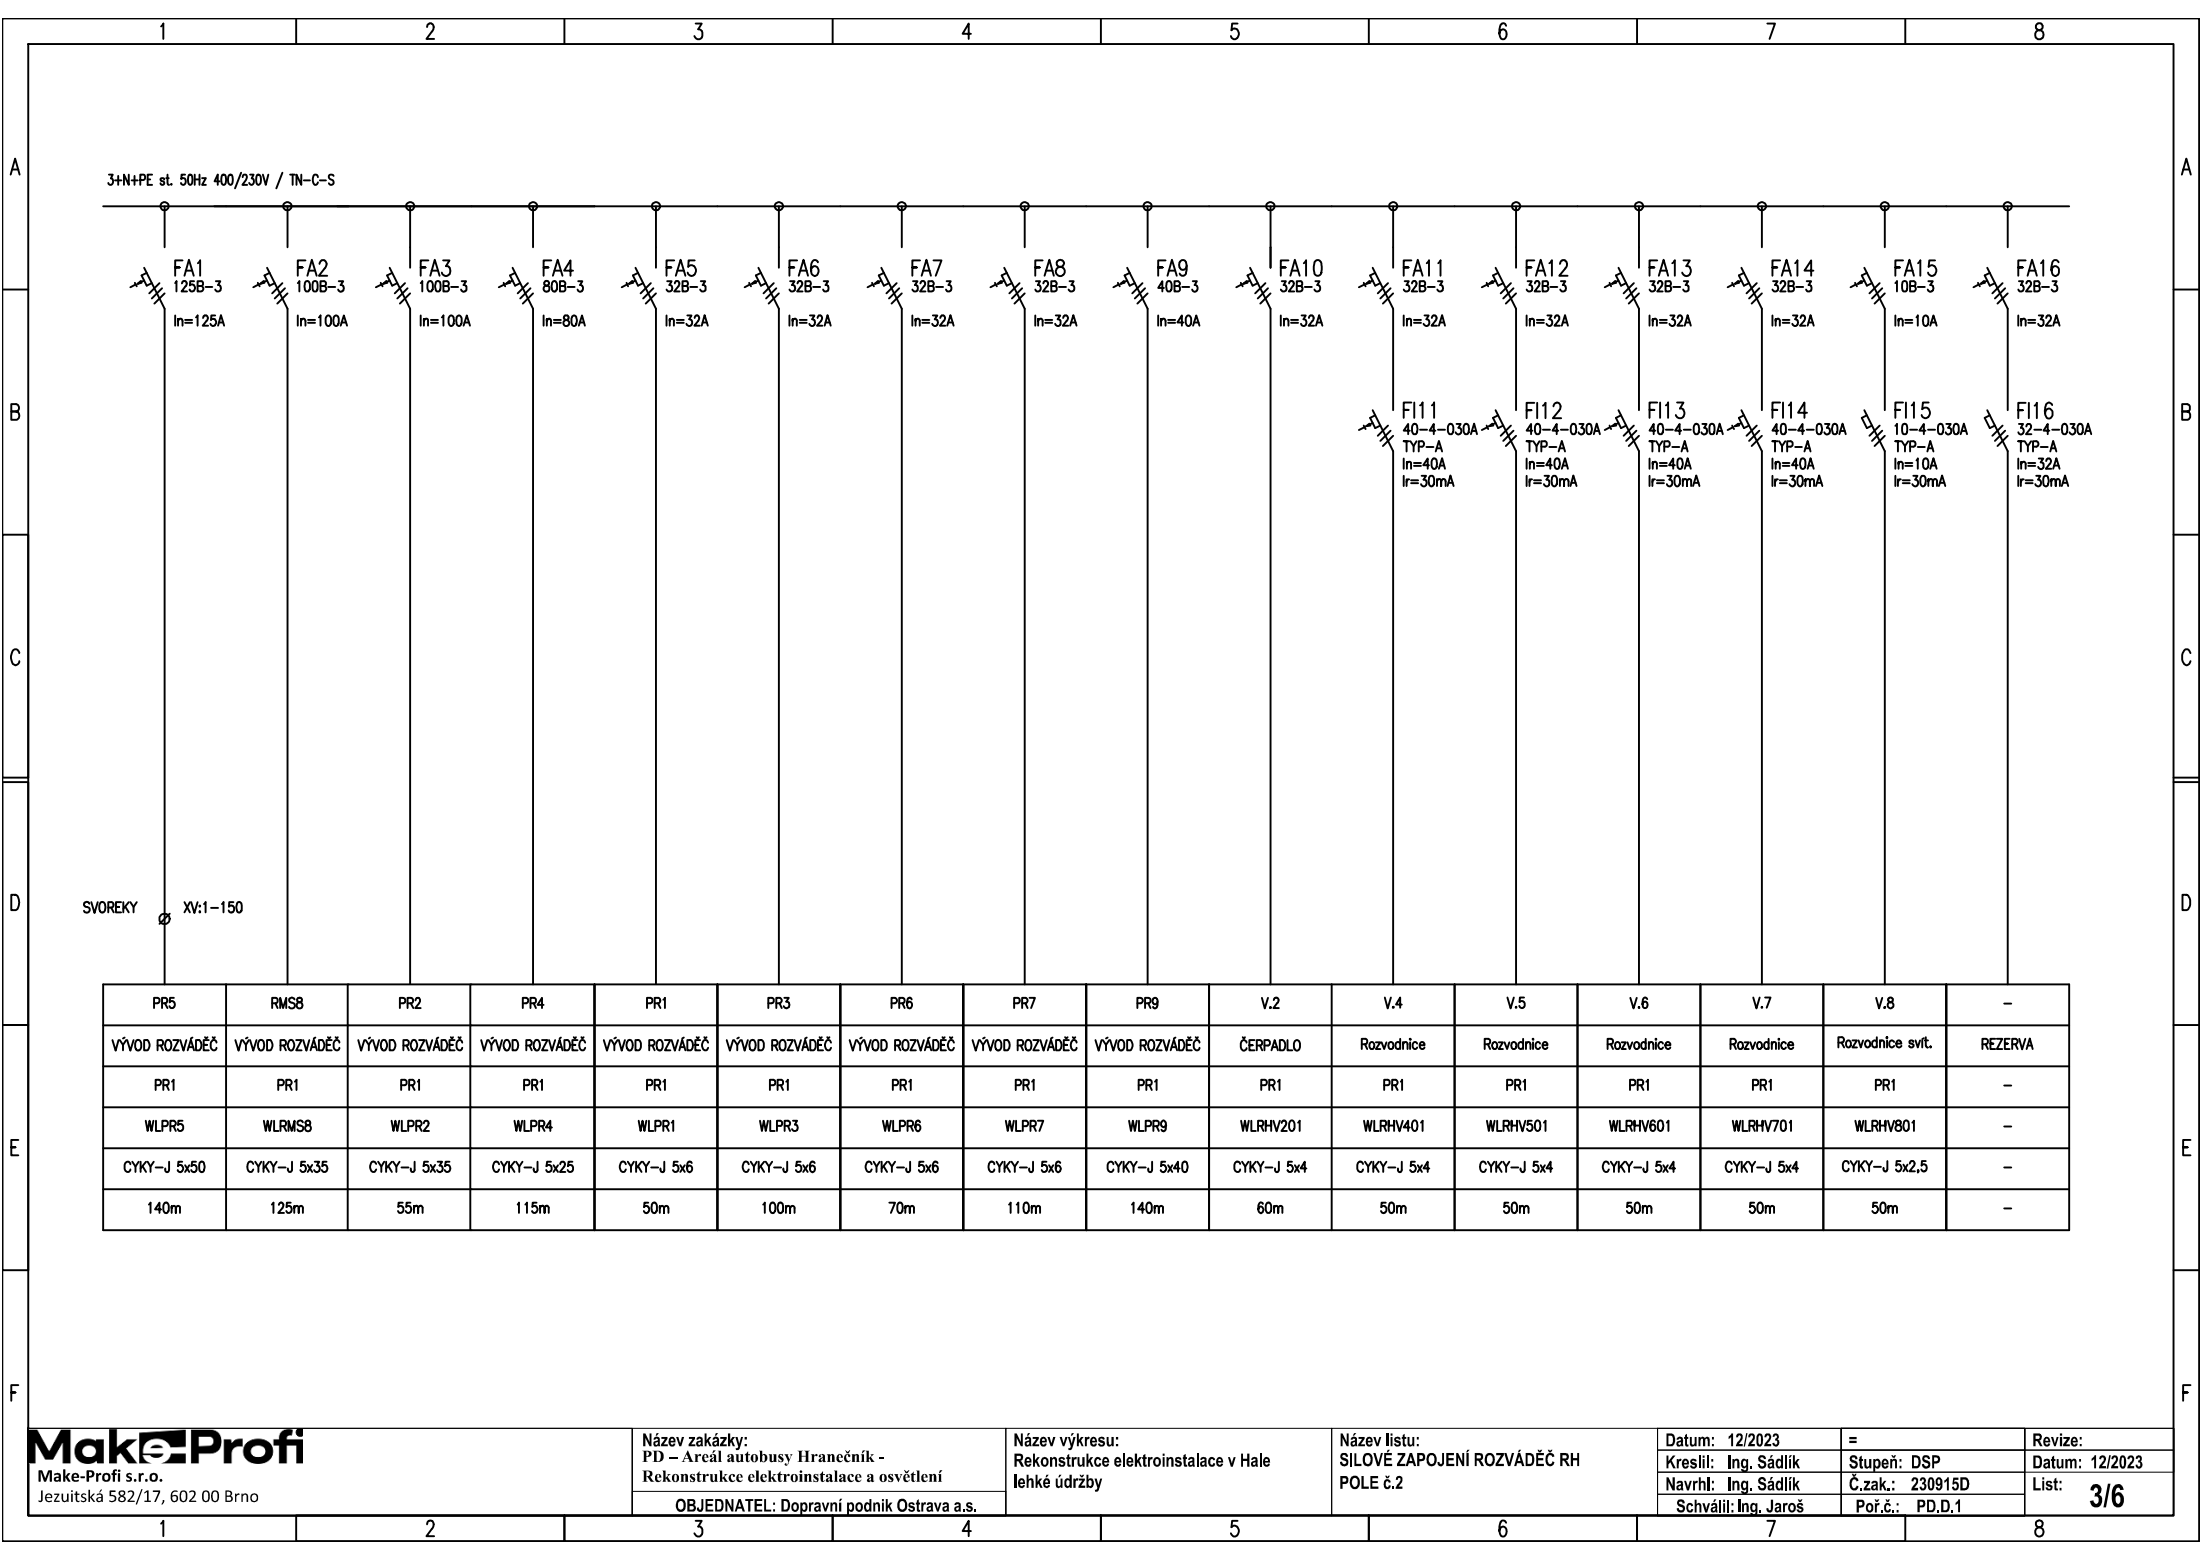 1 2 3 4 5 6 7 8
A A
3+N+PE st. 50Hz 400/230V / TN-C-S
FA1
125B-3
In=125A
FA2
100B-3
In=100A
FA3
100B-3
In=100A
FA4
80B-3
In=80A
FA5
32B-3
In=32A
FA6
32B-3
In=32A
FA7
32B-3
In=32A
FA8
32B-3
In=32A
FA9
40B-3
In=40A
FA10
32B-3
In=32A
FA11
32B-3
In=32A
FA12
32B-3
In=32A
FA13
32B-3
In=32A
FA14
32B-3
In=32A
FA15
10B-3
In=10A
FA16
32B-3
In=32A
B B
FI11
40-4-030A
TYP-A
In=40A
Ir=30mA
FI12
40-4-030A
TYP-A
In=40A
Ir=30mA
FI13
40-4-030A
TYP-A
In=40A
Ir=30mA
FI14
40-4-030A
TYP-A
In=40A
Ir=30mA
FI15
10-4-030A
TYP-A
In=10A
Ir=30mA
FI16
32-4-030A
TYP-A
In=32A
Ir=30mA
C C
D D
SVOREKY XV:1-150
PR5 RMS8 PR2 PR4 PR1 PR3 PR6 PR7 PR9 V.2 V.4 V.5 V.6 V.7 V.8 -
VÝVOD ROZVÁDĚČ VÝVOD ROZVÁDĚČ VÝVOD ROZVÁDĚČ VÝVOD ROZVÁDĚČ VÝVOD ROZVÁDĚČ VÝVOD ROZVÁDĚČ VÝVOD ROZVÁDĚČ VÝVOD ROZVÁDĚČ VÝVOD ROZVÁDĚČ ČERPADLO Rozvodnice Rozvodnice Rozvodnice Rozvodnice Rozvodnice svít. REZERVA
PR1 PR1 PR1 PR1 PR1 PR1 PR1 PR1 PR1 PR1 PR1 PR1 PR1 PR1 PR1 -
WLPR5 WLRMS8 WLPR2 WLPR4 WLPR1 WLPR3 WLPR6 WLPR7 WLPR9 WLRHV201 WLRHV401 WLRHV501 WLRHV601 WLRHV701 WLRHV801 -
E E
CYKY-J 5x50 CYKY-J 5x35 CYKY-J 5x35 CYKY-J 5x25 CYKY-J 5x6 CYKY-J 5x6 CYKY-J 5x6 CYKY-J 5x6 CYKY-J 5x40 CYKY-J 5x4 CYKY-J 5x4 CYKY-J 5x4 CYKY-J 5x4 CYKY-J 5x4 CYKY-J 5x2,5 -
140m 125m 55m 115m 50m 100m 70m 110m 140m 60m 50m 50m 50m 50m 50m -
F F
Make-Profi
Make-Profi s.r.o.
Jezuitská 582/17, 602 00 Brno
Název zakázky:
PD – Areál autobusy Hranečník -
Rekonstrukce elektroinstalace a osvětlení
OBJEDNATEL: Dopravní podnik Ostrava a.s.
Název výkresu:
Rekonstrukce elektroinstalace v Hale
lehké údržby
Název listu:
SILOVÉ ZAPOJENÍ ROZVÁDĚČ RH
POLE č.2
Datum: 12/2023 = Revize:
Kreslil: Ing. Sádlík Stupeň: DSP Datum: 12/2023
Navrhl: Ing. Sádlík Č.zak.: 230915D List: 3/6
Schválil: Ing. Jaroš Poř.č.: PD.D.1
1 2 3 4 5 6 7 8